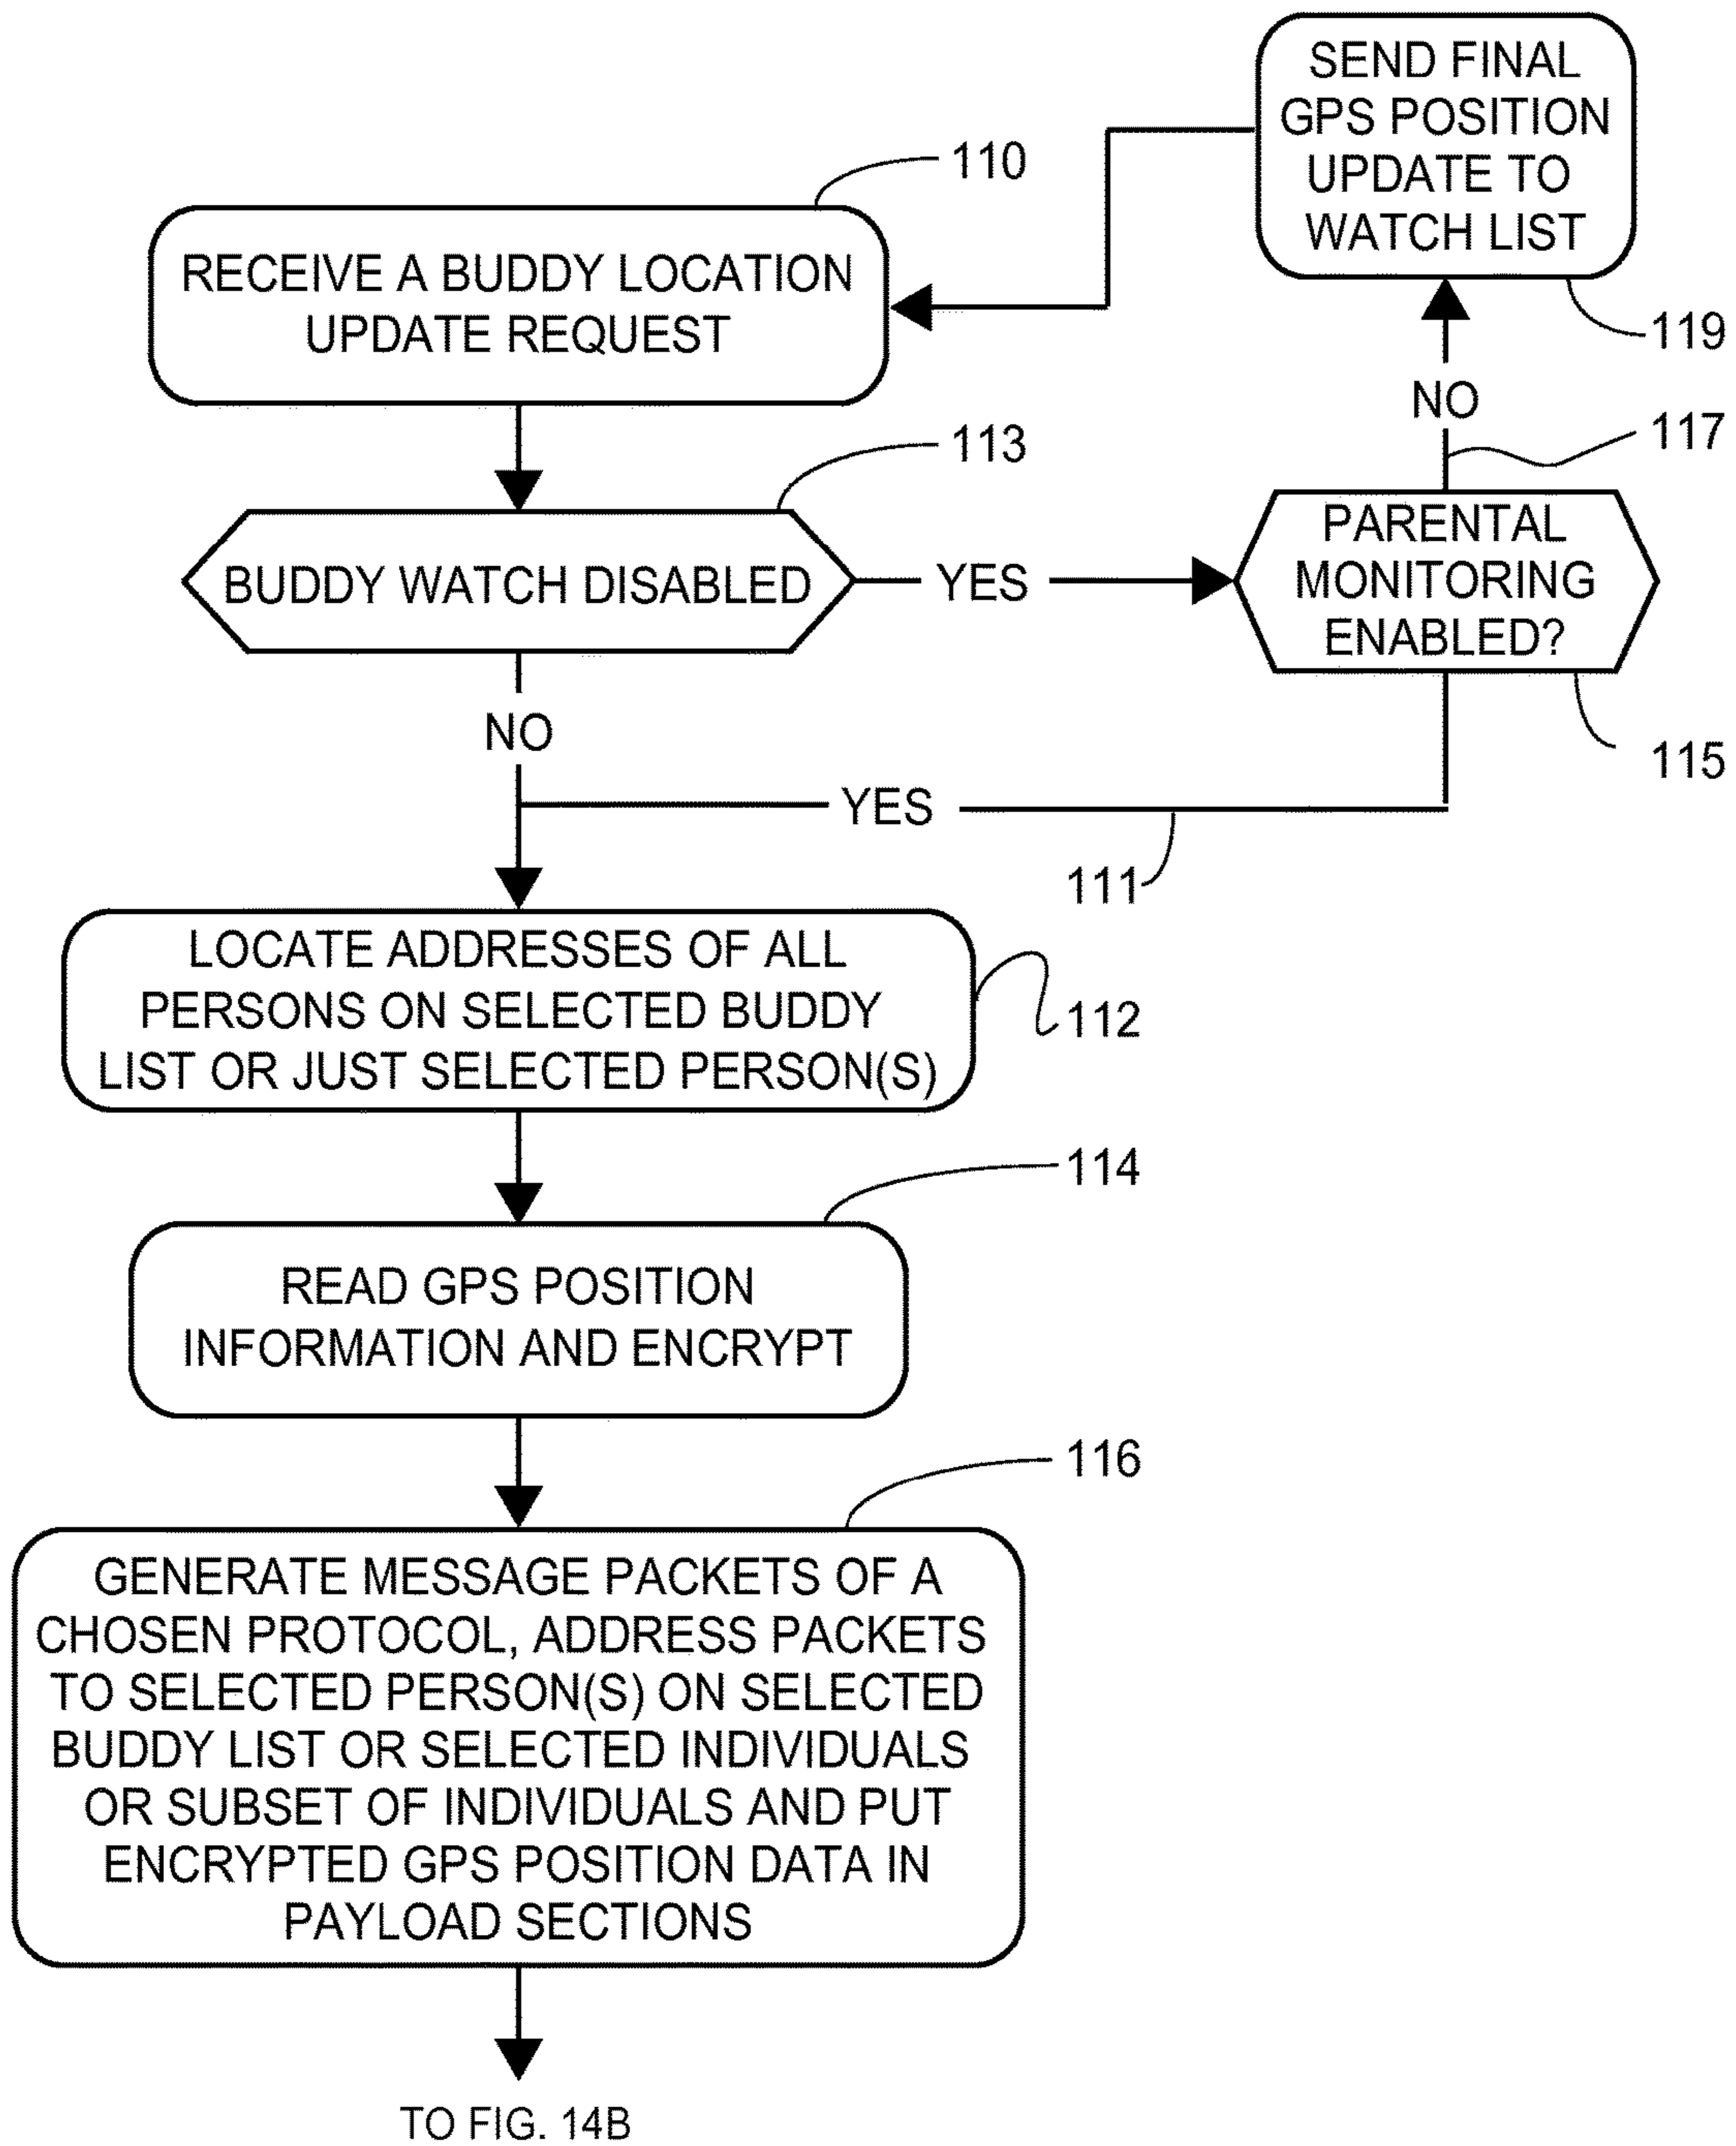 SEND FINAL
GPS POSITION
UPDATE TO
WATCH LIST
119
110
RECEIVE A BUDDY LOCATION
UPDATE REQUEST
NO
117
113
BUDDY WATCH DISABLED
YES
PARENTAL
MONITORING
ENABLED?
115
NO
YES
111
LOCATE ADDRESSES OF ALL
PERSONS ON SELECTED BUDDY
LIST OR JUST SELECTED PERSON(S)
112
114
READ GPS POSITION
INFORMATION AND ENCRYPT
116
GENERATE MESSAGE PACKETS OF A
CHOSEN PROTOCOL, ADDRESS PACKETS
TO SELECTED PERSON(S) ON SELECTED
BUDDY LIST OR SELECTED INDIVIDUALS
OR SUBSET OF INDIVIDUALS AND PUT
ENCRYPTED GPS POSITION DATA IN
PAYLOAD SECTIONS
TO FIG. 14B